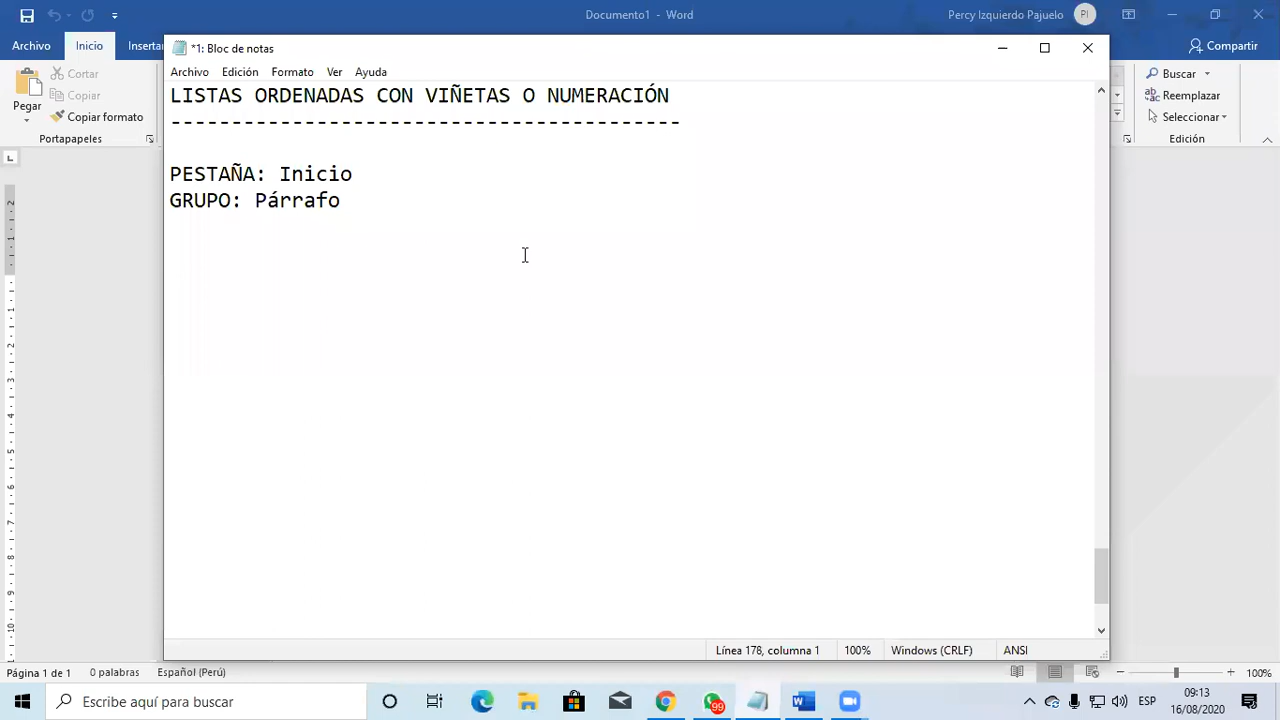 Documento1 - Word
Percy Izquierdo Pajuelo
PI
Archivo
Inicio
Insertar
Compartir
Pegar
Cortar
Copiar
Copiar formato
Portapapeles
Buscar
Reemplazar
Seleccionar
Edición
*1: Bloc de notas
Archivo Edición Formato Ver Ayuda
LISTAS ORDENADAS CON VIÑETAS O NUMERACIÓN
------------------------------------------
PESTAÑA: Inicio
GRUPO: Párrafo
Línea 178, columna 1 100% Windows (CRLF) ANSI
Página 1 de 1 0 palabras Español (Perú) 100%
Escribe aquí para buscar
99
ESP
09:13
16/08/2020